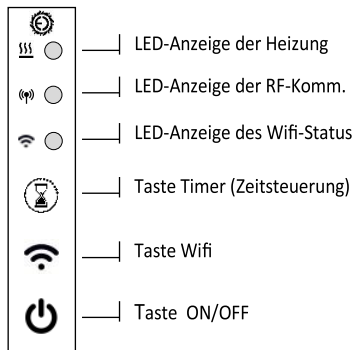 LED-Anzeige der Heizung
LED-Anzeige der RF-Komm.
LED-Anzeige des Wifi-Status
Taste Timer (Zeitsteuerung)
Taste Wifi
Taste  ON/OFF